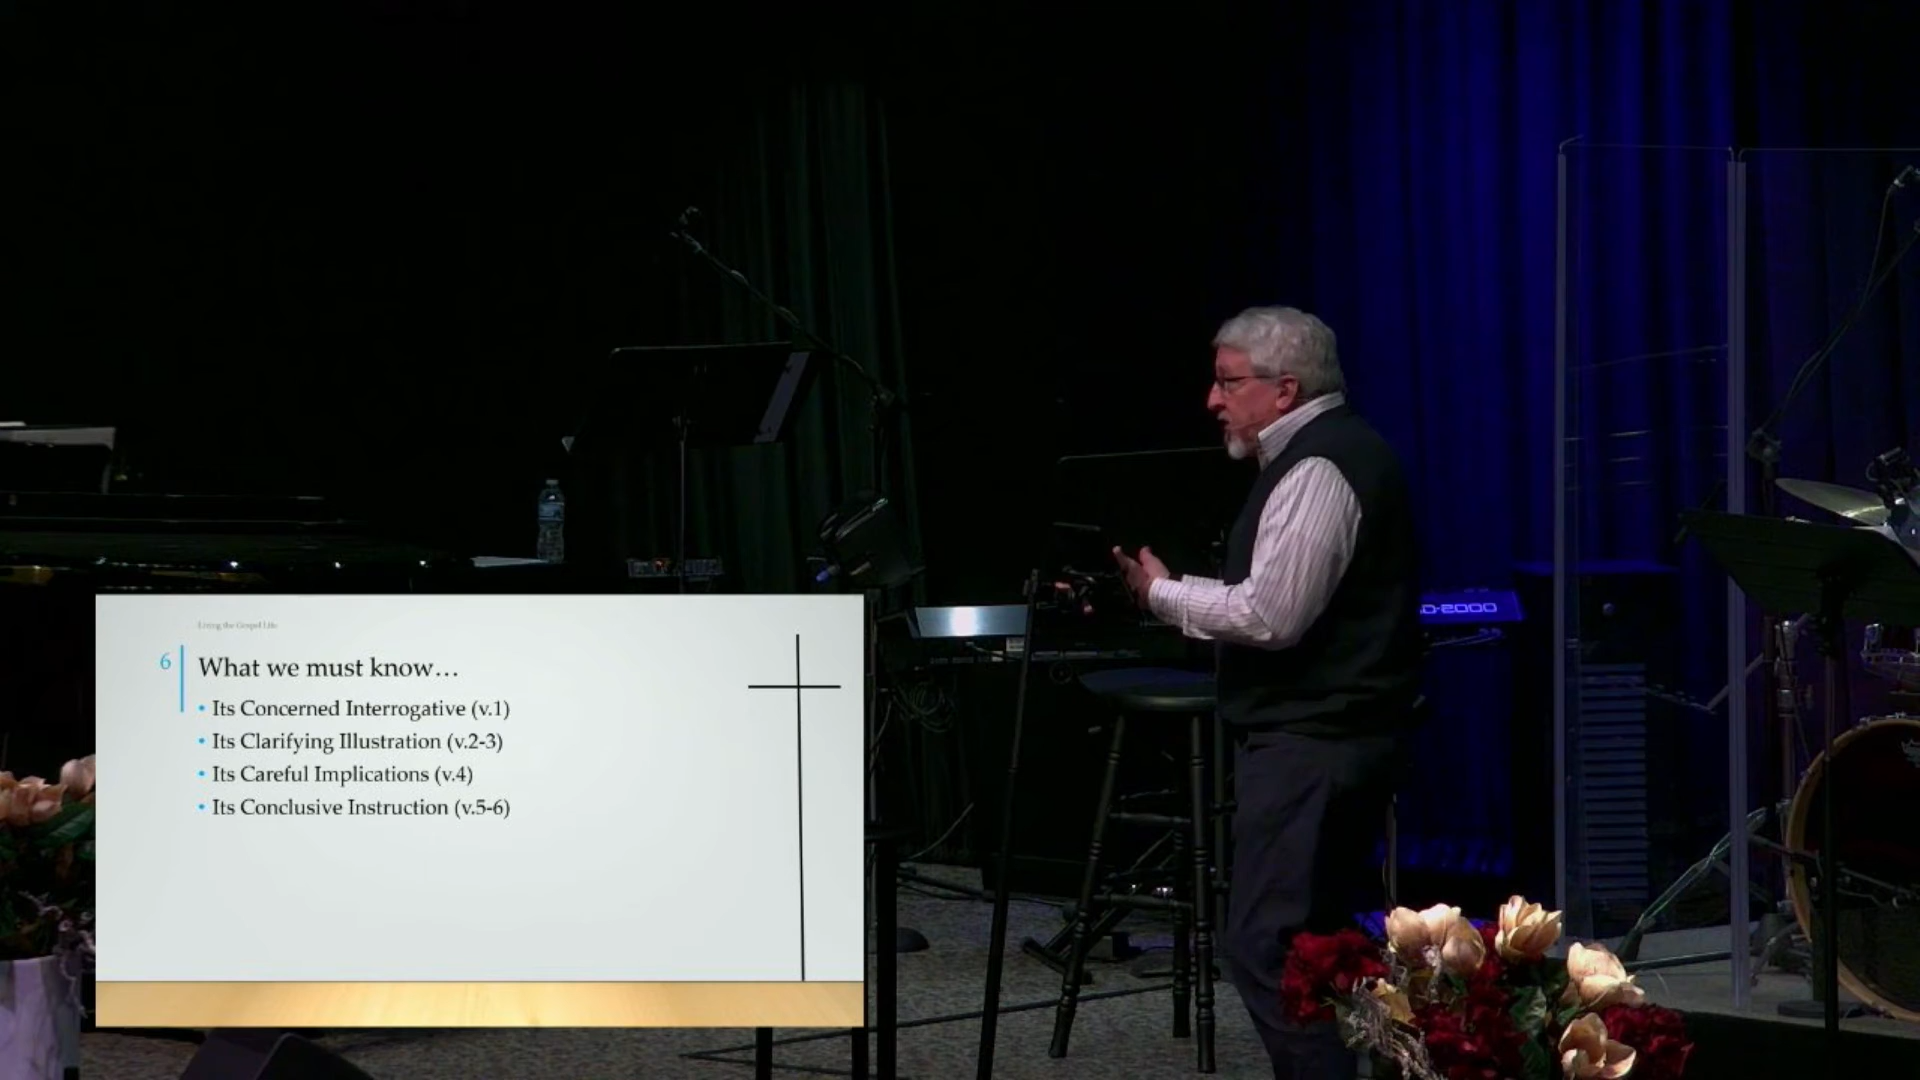 Living the Gospel Life
6
What we must know…
• Its Concerned Interrogative (v.1)
• Its Clarifying Illustration (v.2-3)
• Its Careful Implications (v.4)
• Its Conclusive Instruction (v.5-6)
D-2000